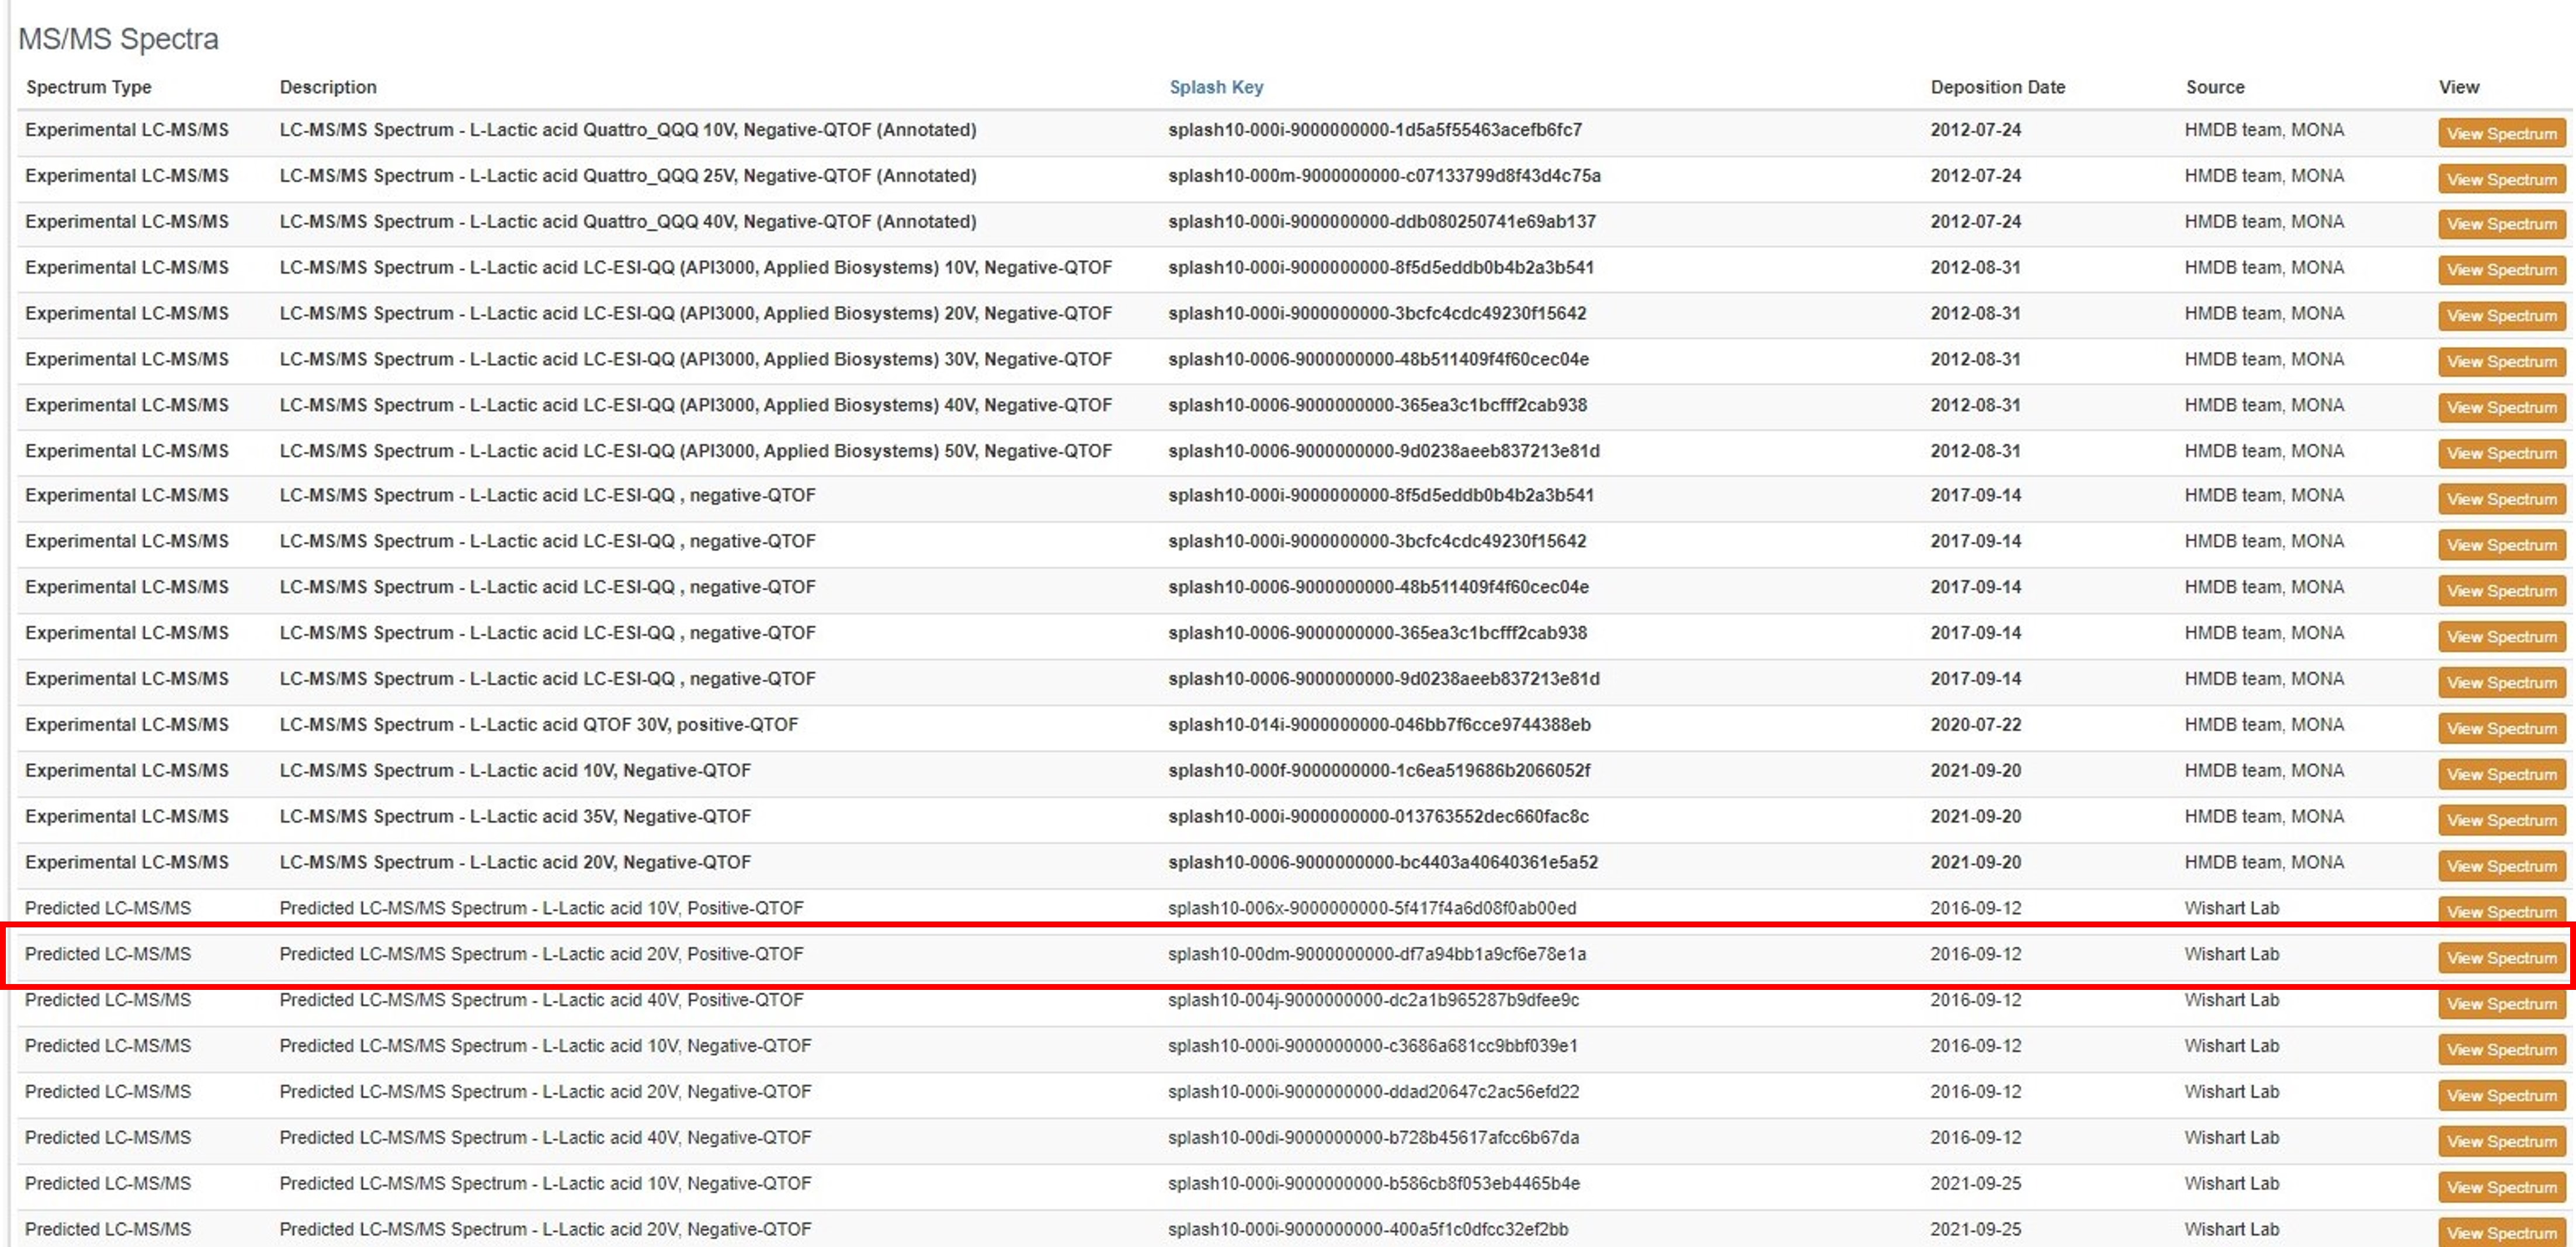 MS/MS Spectra
Spectrum Type Description Splash Key Deposition Date Source View
Experimental LC-MS/MS LC-MS/MS Spectrum - L-Lactic acid Quattro_QQQ 10V, Negative-QTOF (Annotated) splash10-000i-9000000000-1d5a5f55463acefb6fc7 2012-07-24 HMDB team, MONA View Spectrum
Experimental LC-MS/MS LC-MS/MS Spectrum - L-Lactic acid Quattro_QQQ 25V, Negative-QTOF (Annotated) splash10-000m-9000000000-c07133799d8f43d4c75a 2012-07-24 HMDB team, MONA View Spectrum
Experimental LC-MS/MS LC-MS/MS Spectrum - L-Lactic acid Quattro_QQQ 40V, Negative-QTOF (Annotated) splash10-000i-9000000000-ddb080250741e69ab137 2012-07-24 HMDB team, MONA View Spectrum
Experimental LC-MS/MS LC-MS/MS Spectrum - L-Lactic acid LC-ESI-QQ (API3000, Applied Biosystems) 10V, Negative-QTOF splash10-000i-9000000000-8f5d5eddb0b4b2a3b541 2012-08-31 HMDB team, MONA View Spectrum
Experimental LC-MS/MS LC-MS/MS Spectrum - L-Lactic acid LC-ESI-QQ (API3000, Applied Biosystems) 20V, Negative-QTOF splash10-000i-9000000000-3bcfc4cdc49230f15642 2012-08-31 HMDB team, MONA View Spectrum
Experimental LC-MS/MS LC-MS/MS Spectrum - L-Lactic acid LC-ESI-QQ (API3000, Applied Biosystems) 30V, Negative-QTOF splash10-0006-9000000000-48b511409f4f60cec04e 2012-08-31 HMDB team, MONA View Spectrum
Experimental LC-MS/MS LC-MS/MS Spectrum - L-Lactic acid LC-ESI-QQ (API3000, Applied Biosystems) 40V, Negative-QTOF splash10-0006-9000000000-365ea3c1bcfff2cab938 2012-08-31 HMDB team, MONA View Spectrum
Experimental LC-MS/MS LC-MS/MS Spectrum - L-Lactic acid LC-ESI-QQ (API3000, Applied Biosystems) 50V, Negative-QTOF splash10-0006-9000000000-9d0238aeeb837213e81d 2012-08-31 HMDB team, MONA View Spectrum
Experimental LC-MS/MS LC-MS/MS Spectrum - L-Lactic acid LC-ESI-QQ , negative-QTOF splash10-000i-9000000000-8f5d5eddb0b4b2a3b541 2017-09-14 HMDB team, MONA View Spectrum
Experimental LC-MS/MS LC-MS/MS Spectrum - L-Lactic acid LC-ESI-QQ , negative-QTOF splash10-000i-9000000000-3bcfc4cdc49230f15642 2017-09-14 HMDB team, MONA View Spectrum
Experimental LC-MS/MS LC-MS/MS Spectrum - L-Lactic acid LC-ESI-QQ , negative-QTOF splash10-0006-9000000000-48b511409f4f60cec04e 2017-09-14 HMDB team, MONA View Spectrum
Experimental LC-MS/MS LC-MS/MS Spectrum - L-Lactic acid LC-ESI-QQ , negative-QTOF splash10-0006-9000000000-365ea3c1bcfff2cab938 2017-09-14 HMDB team, MONA View Spectrum
Experimental LC-MS/MS LC-MS/MS Spectrum - L-Lactic acid LC-ESI-QQ , negative-QTOF splash10-0006-9000000000-9d0238aeeb837213e81d 2017-09-14 HMDB team, MONA View Spectrum
Experimental LC-MS/MS LC-MS/MS Spectrum - L-Lactic acid QTOF 30V, positive-QTOF splash10-014i-9000000000-046bb7f6cce9744388eb 2020-07-22 HMDB team, MONA View Spectrum
Experimental LC-MS/MS LC-MS/MS Spectrum - L-Lactic acid 10V, Negative-QTOF splash10-000f-9000000000-1c6ea519686b2066052f 2021-09-20 HMDB team, MONA View Spectrum
Experimental LC-MS/MS LC-MS/MS Spectrum - L-Lactic acid 35V, Negative-QTOF splash10-000i-9000000000-013763552dec660fac8c 2021-09-20 HMDB team, MONA View Spectrum
Experimental LC-MS/MS LC-MS/MS Spectrum - L-Lactic acid 20V, Negative-QTOF splash10-0006-9000000000-bc4403a40640361e5a52 2021-09-20 HMDB team, MONA View Spectrum
Predicted LC-MS/MS Predicted LC-MS/MS Spectrum - L-Lactic acid 10V, Positive-QTOF splash10-006x-9000000000-5f417f4a6d08f0ab00ed 2016-09-12 Wishart Lab View Spectrum
Predicted LC-MS/MS Predicted LC-MS/MS Spectrum - L-Lactic acid 20V, Positive-QTOF splash10-00dm-9000000000-df7a94bb1a9cf6e78e1a 2016-09-12 Wishart Lab View Spectrum
Predicted LC-MS/MS Predicted LC-MS/MS Spectrum - L-Lactic acid 40V, Positive-QTOF splash10-004j-9000000000-dc2a1b965287b9dfee9c 2016-09-12 Wishart Lab View Spectrum
Predicted LC-MS/MS Predicted LC-MS/MS Spectrum - L-Lactic acid 10V, Negative-QTOF splash10-000i-9000000000-c3686a681cc9bbf039e1 2016-09-12 Wishart Lab View Spectrum
Predicted LC-MS/MS Predicted LC-MS/MS Spectrum - L-Lactic acid 20V, Negative-QTOF splash10-000i-9000000000-ddad20647c2ac56efd22 2016-09-12 Wishart Lab View Spectrum
Predicted LC-MS/MS Predicted LC-MS/MS Spectrum - L-Lactic acid 40V, Negative-QTOF splash10-00di-9000000000-b728b45617afcc6b67da 2016-09-12 Wishart Lab View Spectrum
Predicted LC-MS/MS Predicted LC-MS/MS Spectrum - L-Lactic acid 10V, Negative-QTOF splash10-000i-9000000000-b586cb8f053eb4465b4e 2021-09-25 Wishart Lab View Spectrum
Predicted LC-MS/MS Predicted LC-MS/MS Spectrum - L-Lactic acid 20V, Negative-QTOF splash10-000i-9000000000-400a5f1c0dfcc32ef2bb 2021-09-25 Wishart Lab View Spectrum